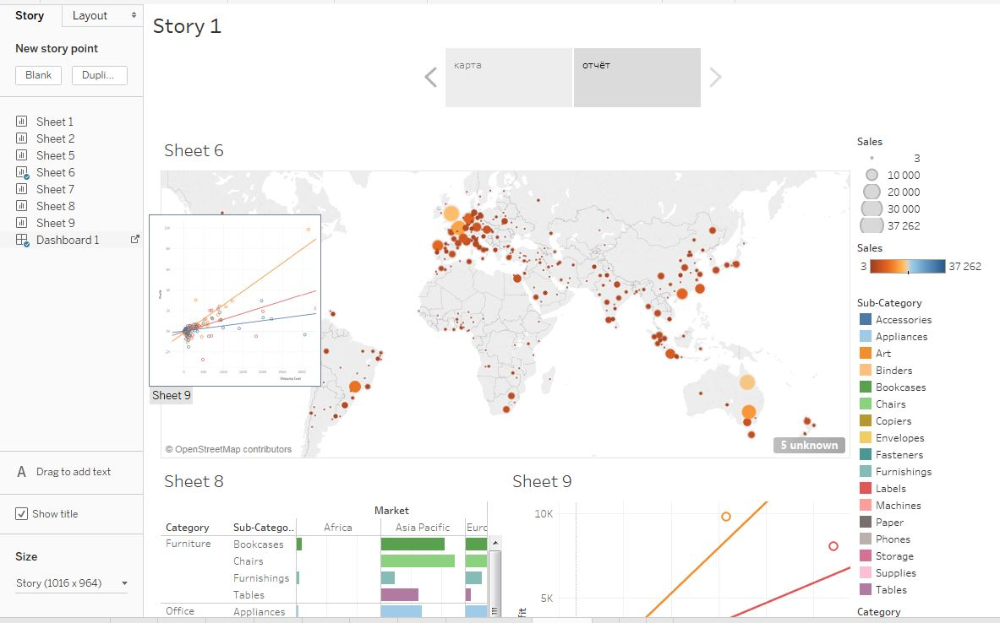 Story
Layout
New story point
Blank
Dupli...
Sheet 1
Sheet 2
Sheet 5
Sheet 6
Sheet 7
Sheet 8
Sheet 9
Dashboard 1
A Drag to add text
Show title
Size
Story (1016 x 964)
Story 1
карта
отчёт
Sheet 6
Sheet 9
© OpenStreetMap contributors
5 unknown
Sheet 8
Market
Category Sub-Catego.. Africa Asia Pacific Euro
Furniture Bookcases
Chairs
Furnishings
Tables
Office Appliances
Sheet 9
10K
5K
Sales
3
10 000
20 000
30 000
37 262
Sales
3 37 262
Sub-Category
Accessories
Appliances
Art
Binders
Bookcases
Chairs
Copiers
Envelopes
Fasteners
Furnishings
Labels
Machines
Paper
Phones
Storage
Supplies
Tables
Category